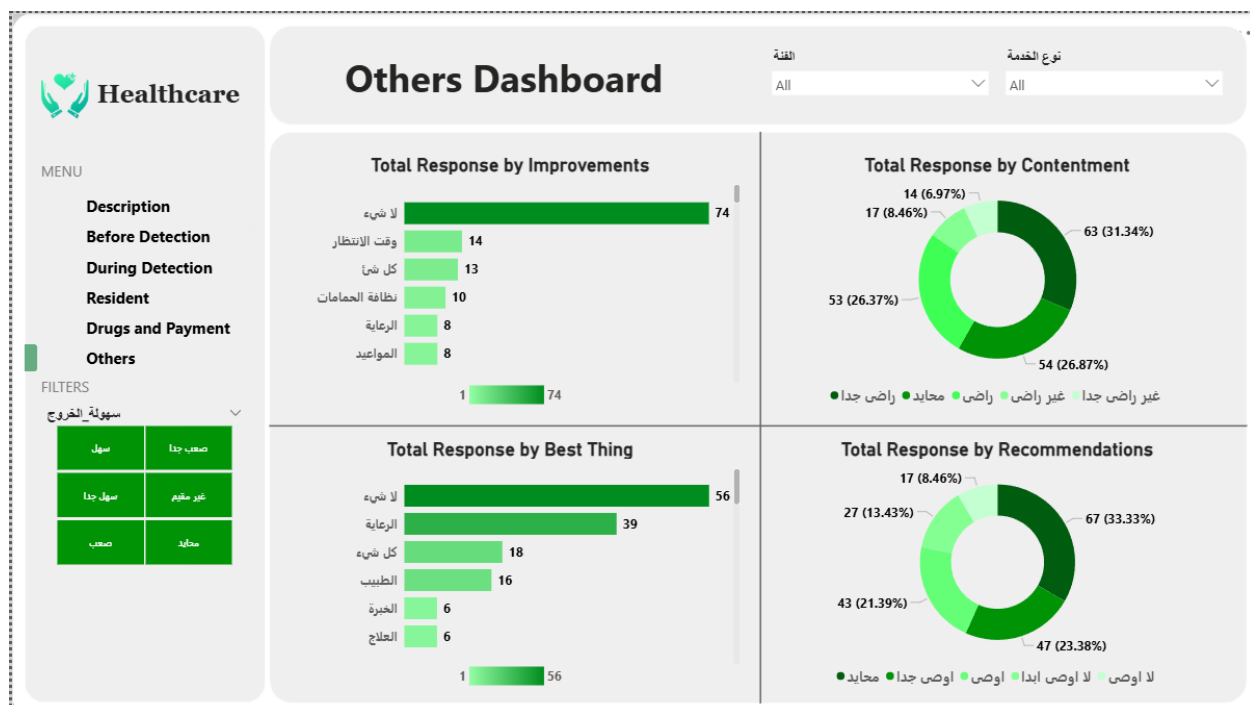 Healthcare
MENU
Description
Before Detection
During Detection
Resident
Drugs and Payment
Others
FILTERS
سهولة_الخروج
صعب جدا
سهل
غير مقيم
سهل جدا
محايد
صعب
Others Dashboard
الفئة
All
نوع الخدمة
All
Total Response by Improvements
لا شيء 74
وقت الانتظار 14
كل شئ 13
نظافة الحمامات 10
الرعاية 8
المواعيد 8
1 74
Total Response by Contentment
14 (6.97%)
17 (8.46%)
63 (31.34%)
53 (26.37%)
54 (26.87%)
راضى جدا محايد راضى غير راضى غير راضى جدا
Total Response by Best Thing
لا شيء 56
الرعاية 39
كل شيء 18
الطبيب 16
الخبرة 6
العلاج 6
1 56
Total Response by Recommendations
17 (8.46%)
27 (13.43%)
67 (33.33%)
43 (21.39%)
47 (23.38%)
محايد اوصى جدا اوصى لا اوصى ابدا لا اوصى